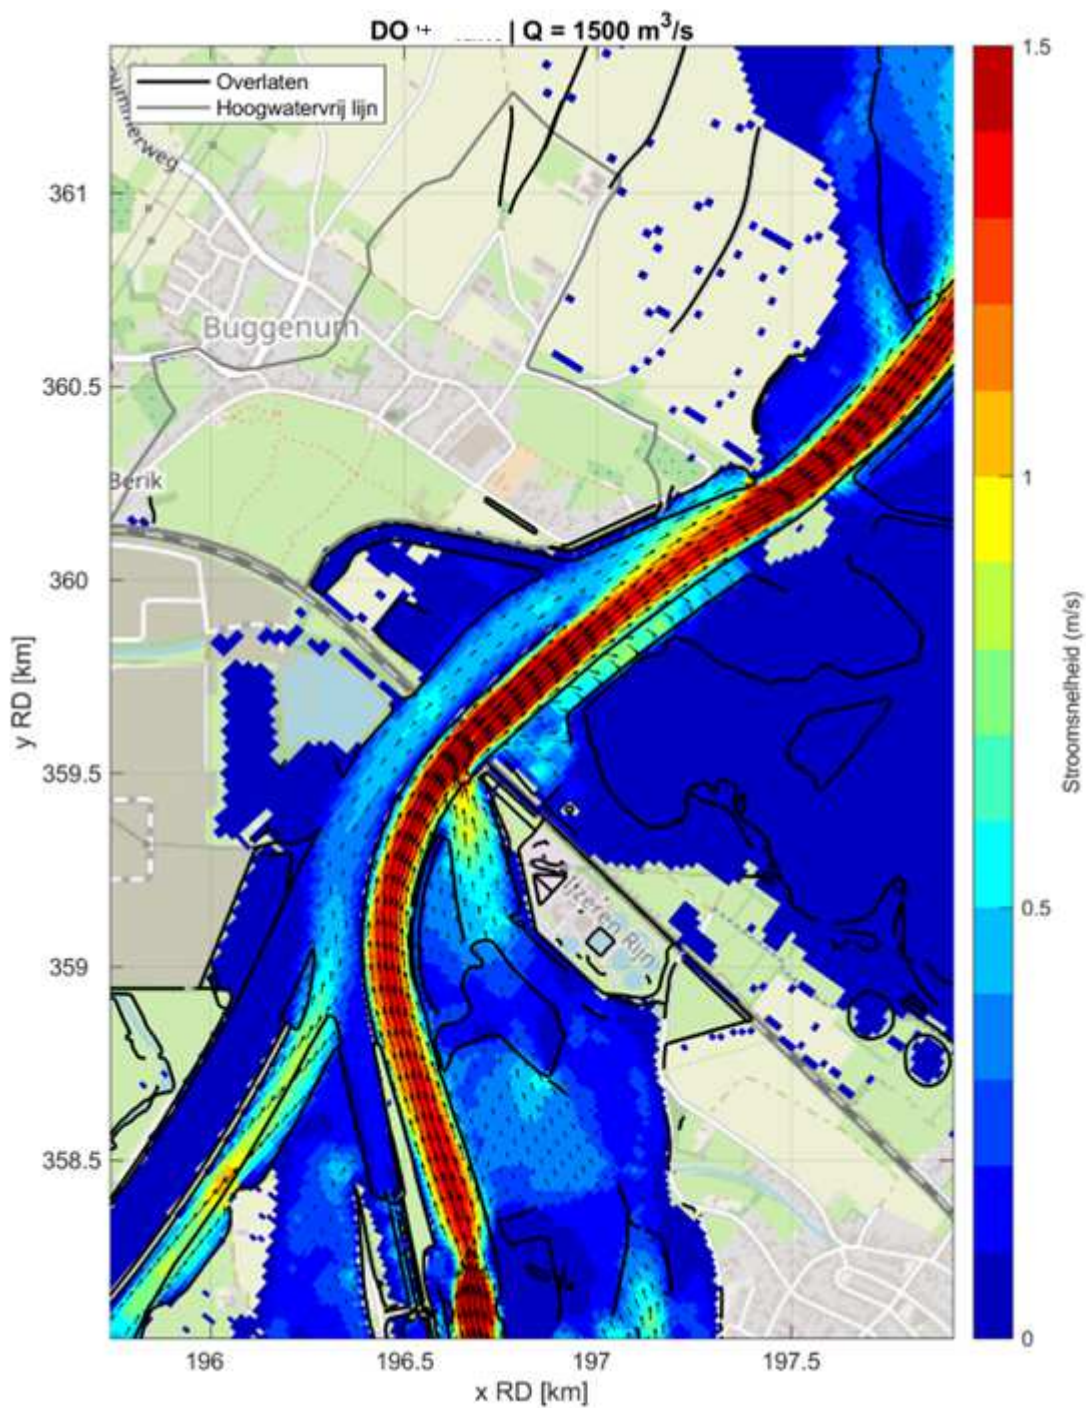 DO | Q = 1500 m³/s
Overlaten
Hoogwatervrij lijn
Buggenum
Berik
IJzeren Rijn
361
360.5
360
359.5
359
358.5
196
196.5
197
197.5
x RD [km]
y RD [km]
1.5
1
0.5
0
Stroomsnelheid (m/s)